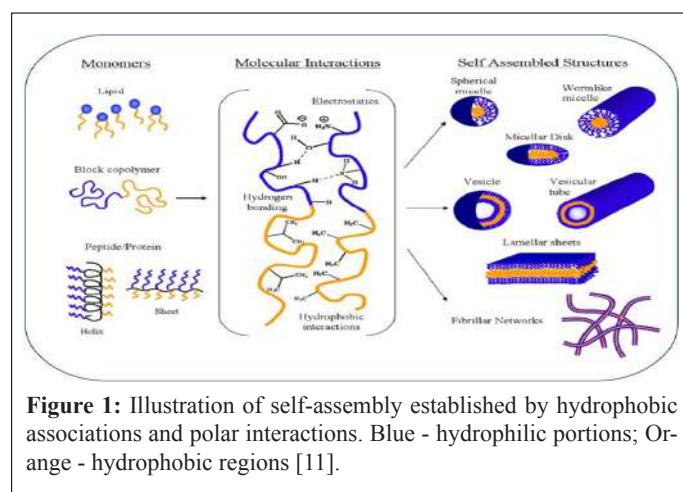 Monomers
Lipid
Block copolymer
Peptide/Protein
Helix
Sheet
Molecular Interactions
Electrostatics
Hydrogen
bonding
Hydrophobic
interactions
Self Assembled Structures
Spherical
micelle
Wormlike
micelle
Micellar Disk
Vesicle
Vesicular
tube
Lamellar sheets
Fibrillar Networks
Figure 1: Illustration of self-assembly established by hydrophobic
associations and polar interactions. Blue - hydrophilic portions; Or-
ange - hydrophobic regions [11].